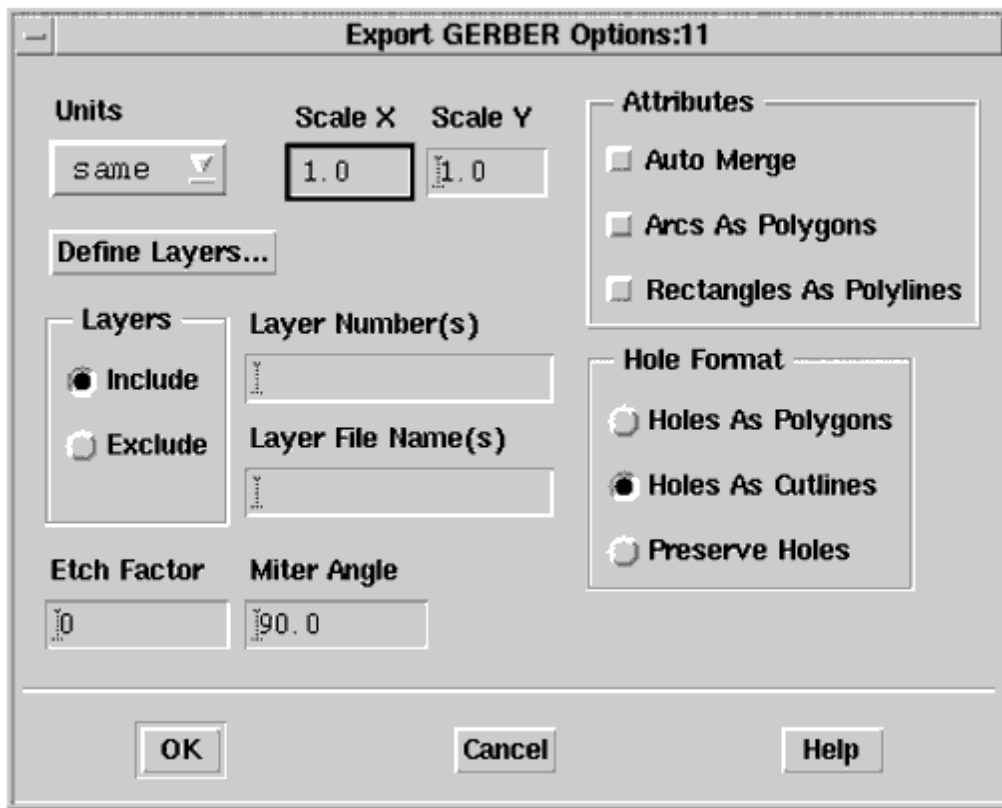 Export GERBER Options:11
Units
Scale X
Scale Y
same
1.0
1.0
Define Layers...
Layers
Include
Exclude
Layer Number(s)
Layer File Name(s)
Etch Factor
Miter Angle
0
90.0
Attributes
Auto Merge
Arcs As Polygons
Rectangles As Polylines
Hole Format
Holes As Polygons
Holes As Cutlines
Preserve Holes
OK
Cancel
Help